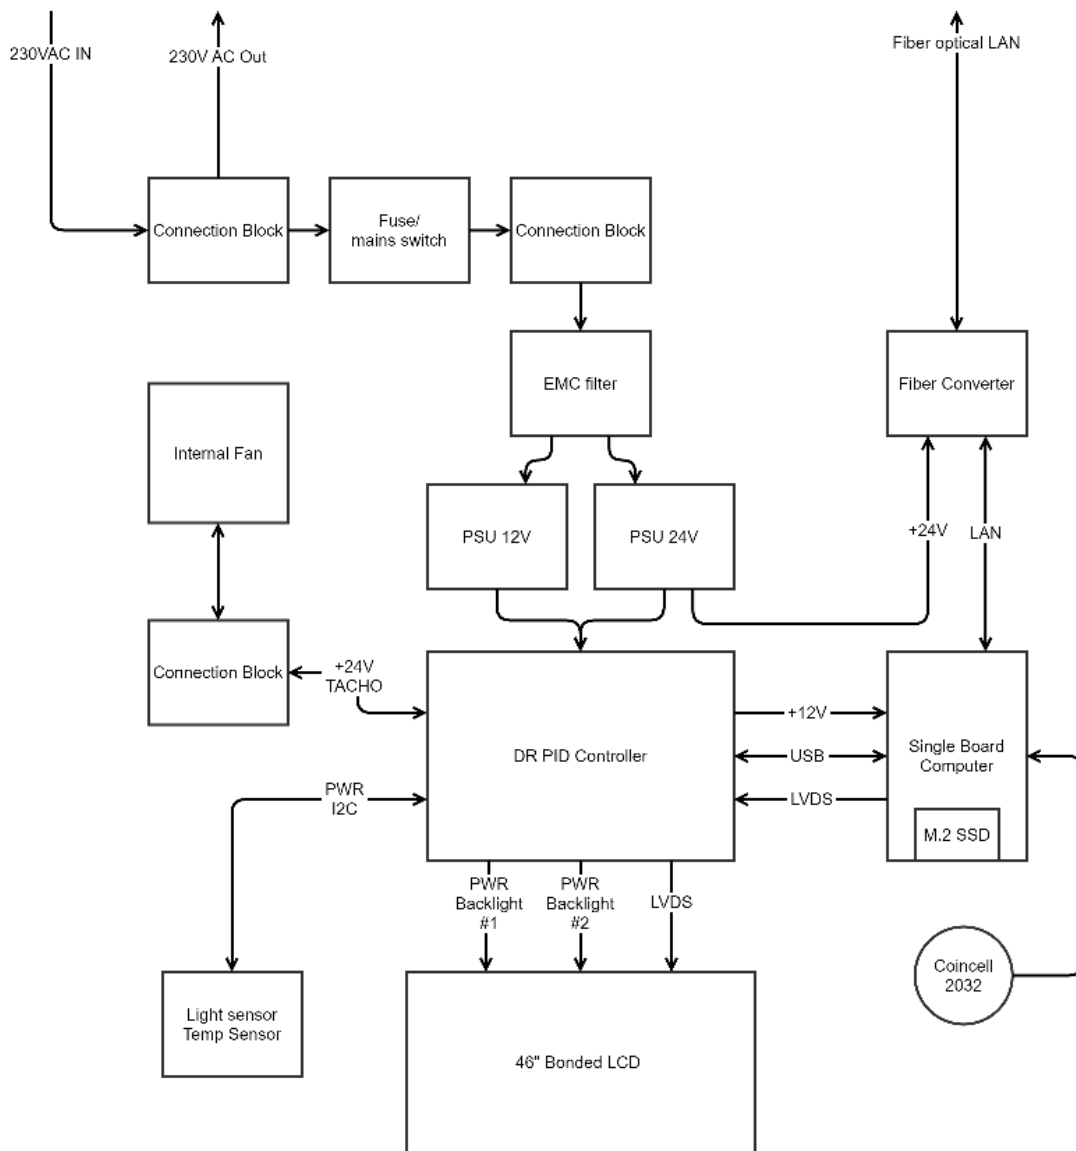 230VAC IN
230V AC Out
Fiber optical LAN
Connection Block
Fuse/
mains switch
Connection Block
EMC filter
Fiber Converter
Internal Fan
PSU 12V
PSU 24V
+24V
LAN
Connection Block
+24V
TACHO
DR PID Controller
+12V
USB
LVDS
Single Board
Computer
M.2 SSD
PWR
I2C
PWR
Backlight
#1
PWR
Backlight
#2
LVDS
Light sensor
Temp Sensor
46" Bonded LCD
Coincell
2032